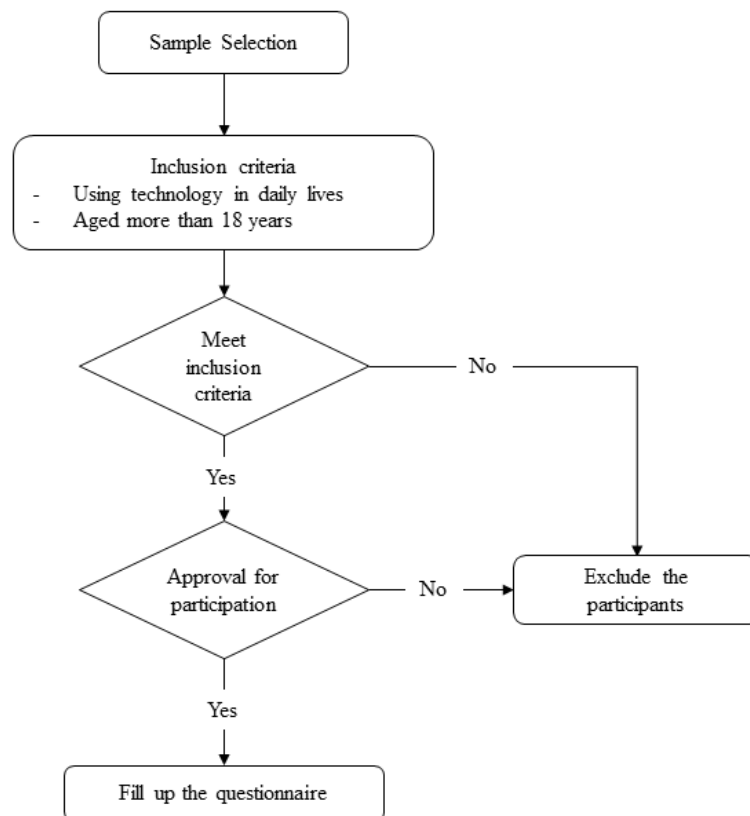 Sample Selection
Inclusion criteria
- Using technology in daily lives
- Aged more than 18 years
Meet
inclusion
criteria
No
Yes
Approval for
participation
No
Exclude the
participants
Yes
Fill up the questionnaire